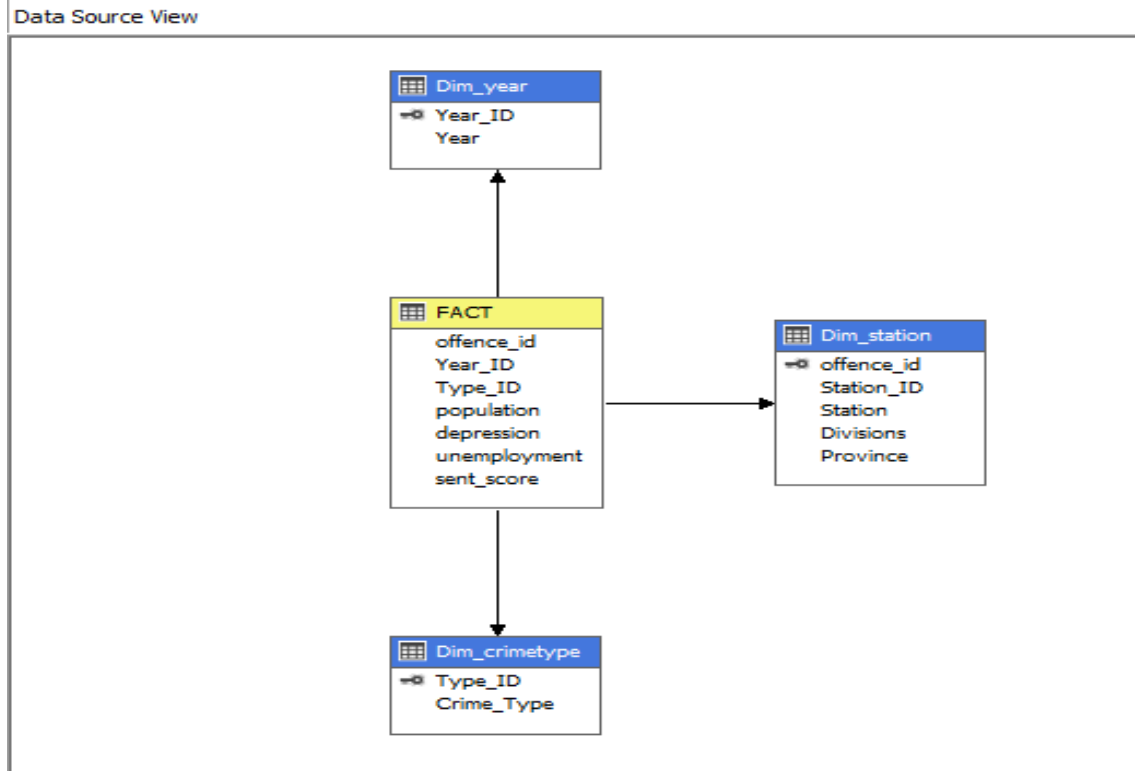 Data Source View
Dim_year
Year_ID
Year
FACT
offence_id
Year_ID
Type_ID
population
depression
unemployment
sent_score
Dim_station
offence_id
Station_ID
Station
Divisions
Province
Dim_crimetype
Type_ID
Crime_Type